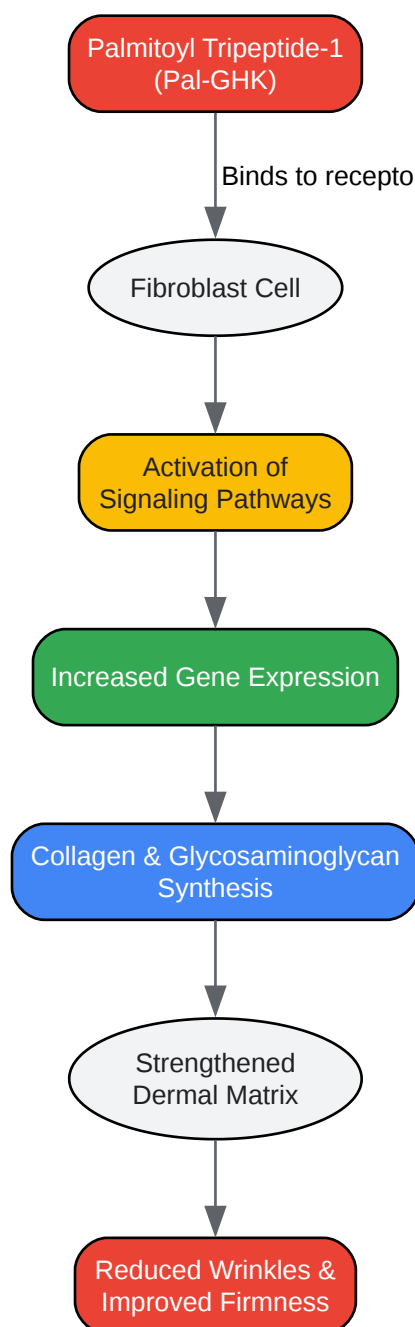 Palmitoyl Tripeptide-1
(Pal-GHK)
Binds to recepto
Fibroblast Cell
Activation of
Signaling Pathways
Increased Gene Expression
Collagen & Glycosaminoglycan
Synthesis
Strengthened
Dermal Matrix
Reduced Wrinkles &
Improved Firmness